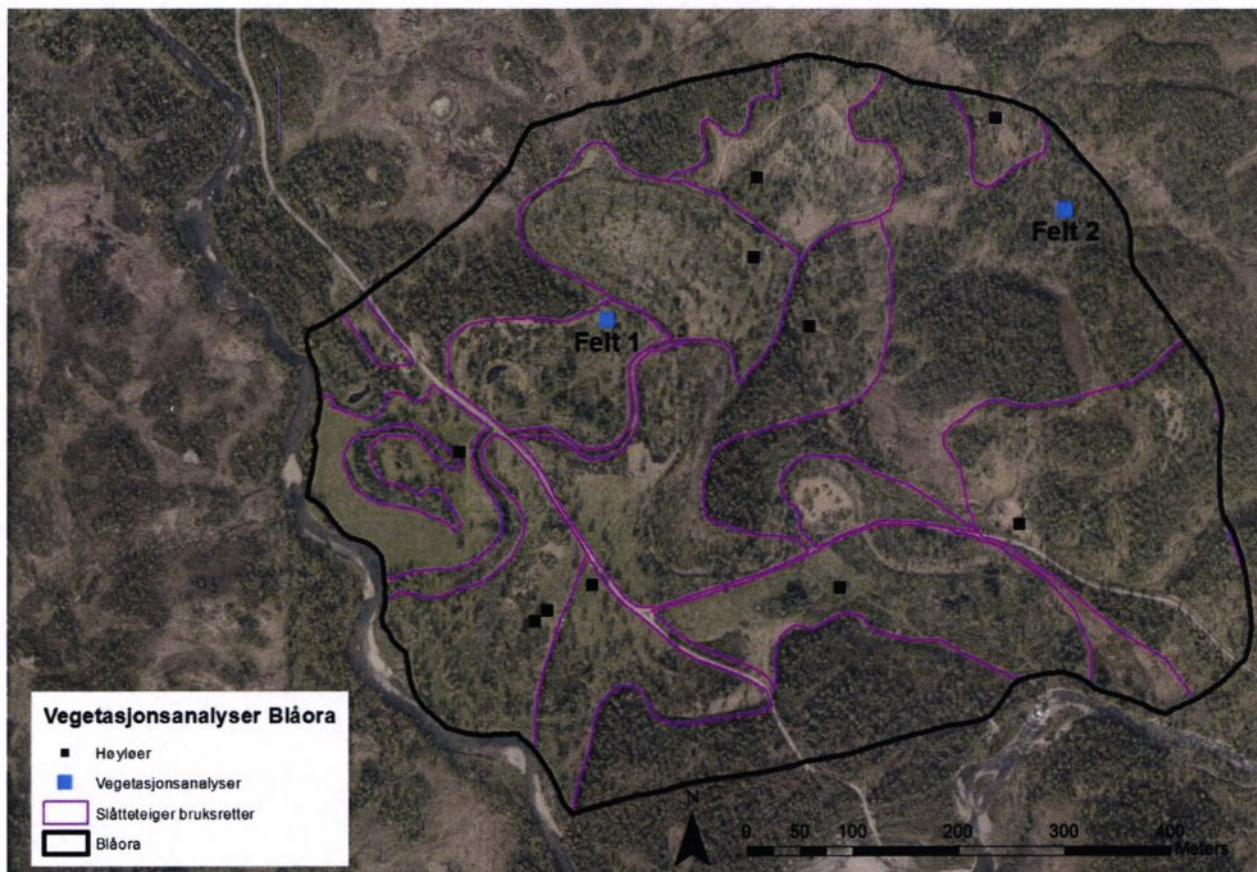 Felt 2
Felt 1
Vegetasjonsanalyser Blåora
Høyløer
Vegetasjonsanalyser
Slåtteteiger bruksretter
Blåora
N
0 50 100 200 300 400
Meters